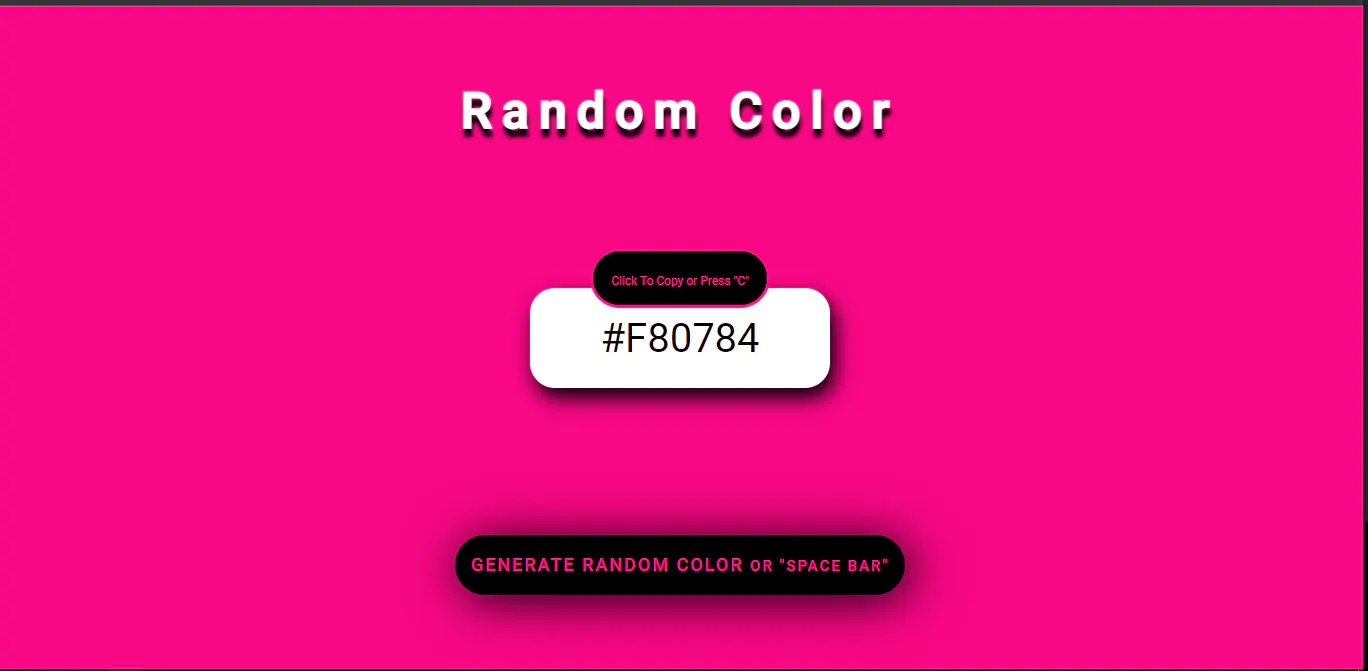 Random Color
Click To Copy or Press "C"
#F80784
GENERATE RANDOM COLOR OR "SPACE BAR"